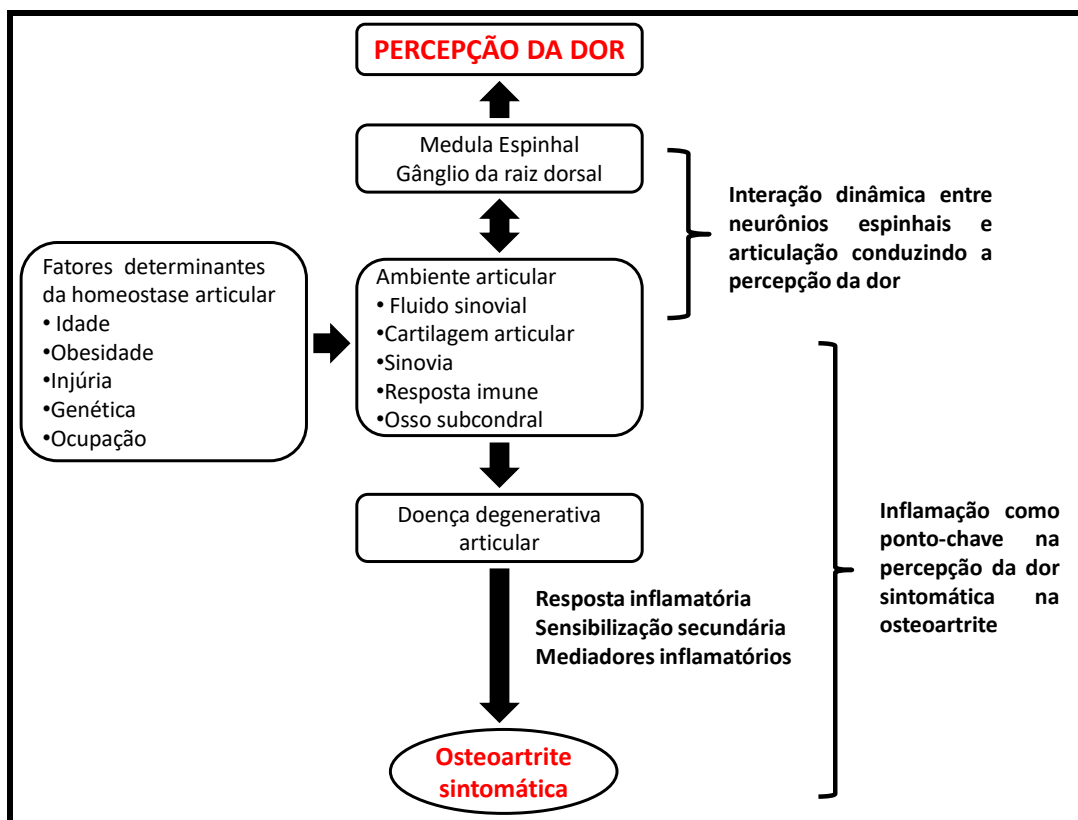 PERCEPÇÃO DA DOR
Medula Espinhal
Gânglio da raiz dorsal
Interação dinâmica entre
neurônios espinhais e
articulação conduzindo a
percepção da dor
Fatores determinantes
da homeostase articular
• Idade
•Obesidade
•Injúria
•Genética
•Ocupação
Ambiente articular
• Fluido sinovial
•Cartilagem articular
•Sinovia
•Resposta imune
•Osso subcondral
Doença degenerativa
articular
Resposta inflamatória
Sensibilização secundária
Mediadores inflamatórios
Inflamação como
ponto-chave na
percepção da dor
sintomática na
osteoartrite
Osteoartrite
sintomática